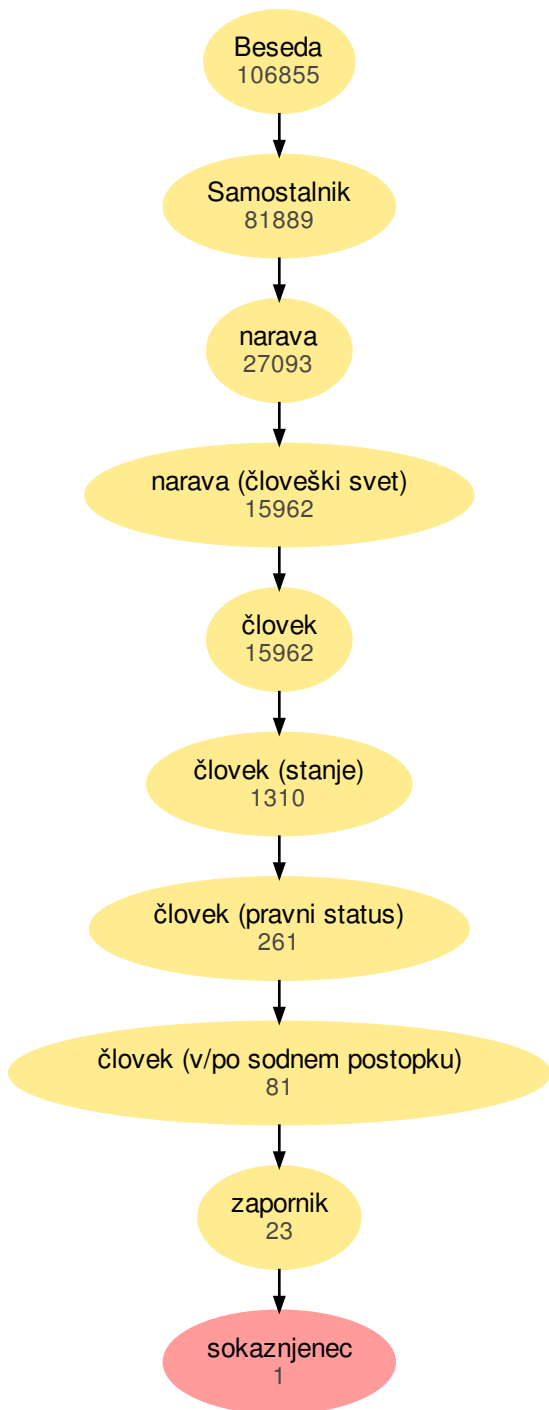 Beseda
106855
Samostalnik
81889
narava
27093
narava (človeški svet)
15962
človek
15962
človek (stanje)
1310
človek (pravni status)
261
človek (v/po sodnem postopku)
81
zapornik
23
sokaznjenec
1